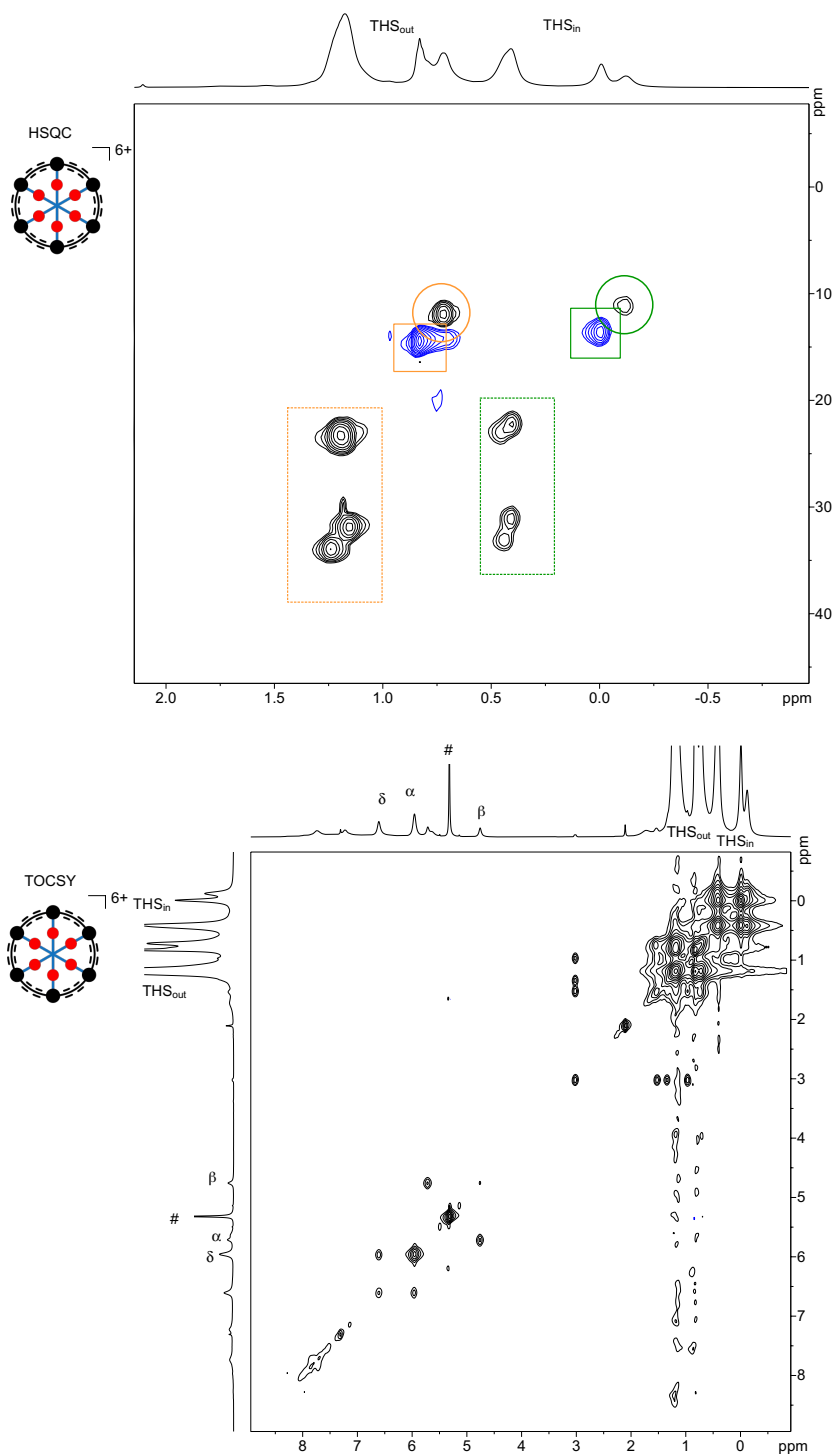 THSout THSin
HSQC
6+
ppm
0
10
20
30
40
2.0 1.5 1.0 0.5 0.0 -0.5 ppm
#
δ α β
THSout THSin
TOCSY
6+
THSin
THSout
β
#
α
δ
ppm
0
1
2
3
4
5
6
7
8
8 7 6 5 4 3 2 1 0 ppm